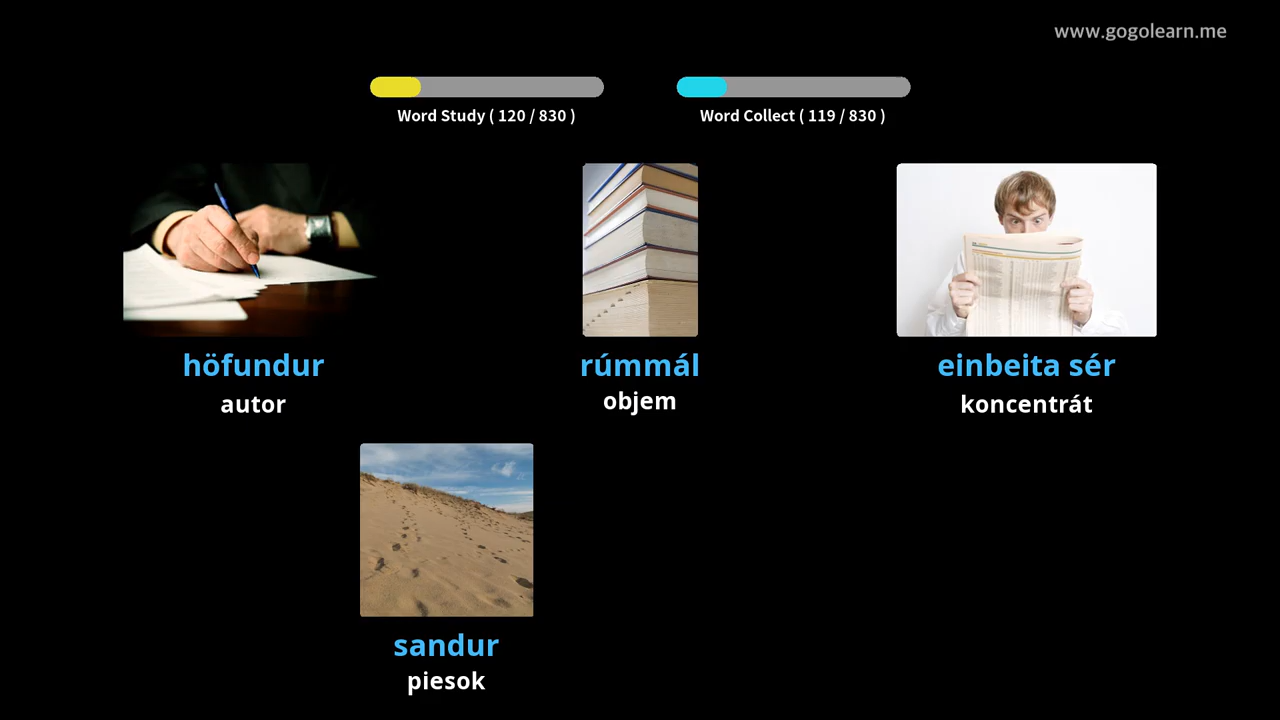 www.gogolearn.me
Word Study ( 120 / 830 )
Word Collect ( 119 / 830 )
höfundur
autor
rúmmál
objem
einbeita sér
koncentrát
sandur
piesok